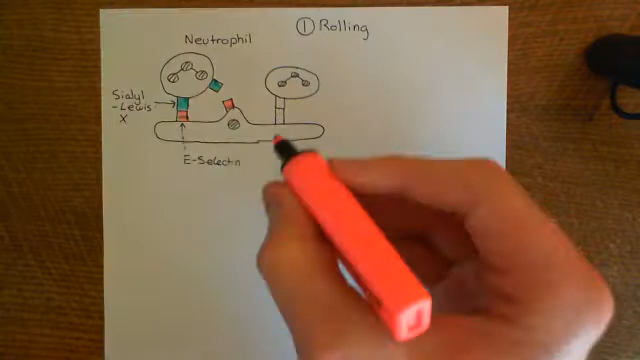 ① Rolling
Neutrophil
Sialyl
-Lewis
X
E-Selectin